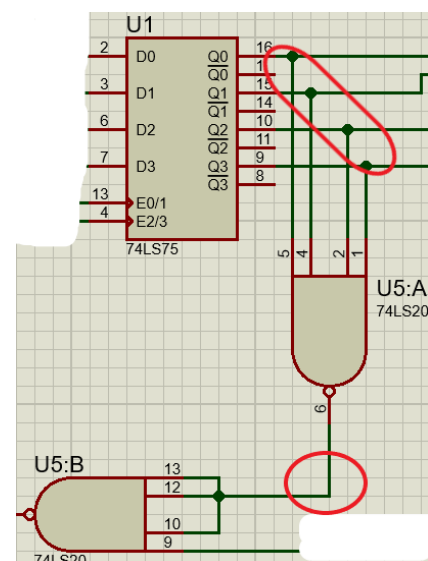 U1
2 D0 Q0 16
Q0 1
3 D1 Q1 15
Q1 14
6 D2 Q2 10
Q2 11
7 D3 Q3 9
Q3 8
13 E0/1
4 E2/3
74LS75
5 4 2 1
U5:A
74LS20
6
U5:B
13
12
10
9
74LS20